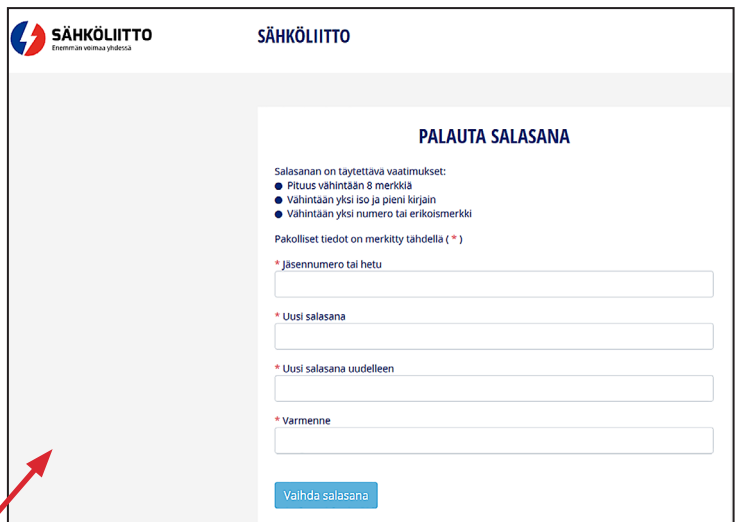 SÄHKÖLIITTO
Enemmän voimaa yhdessä
SÄHKÖLIITTO
PALAUTA SALASANA
Salasanan on täytettävä vaatimukset:
● Pituus vähintään 8 merkkiä
● Vähintään yksi iso ja pieni kirjain
● Vähintään yksi numero tai erikoismerkki
Pakolliset tiedot on merkitty tähdellä ( * )
* Jäsennumero tai hetu
* Uusi salasana
* Uusi salasana uudelleen
* Varmenne
Vaihda salasana